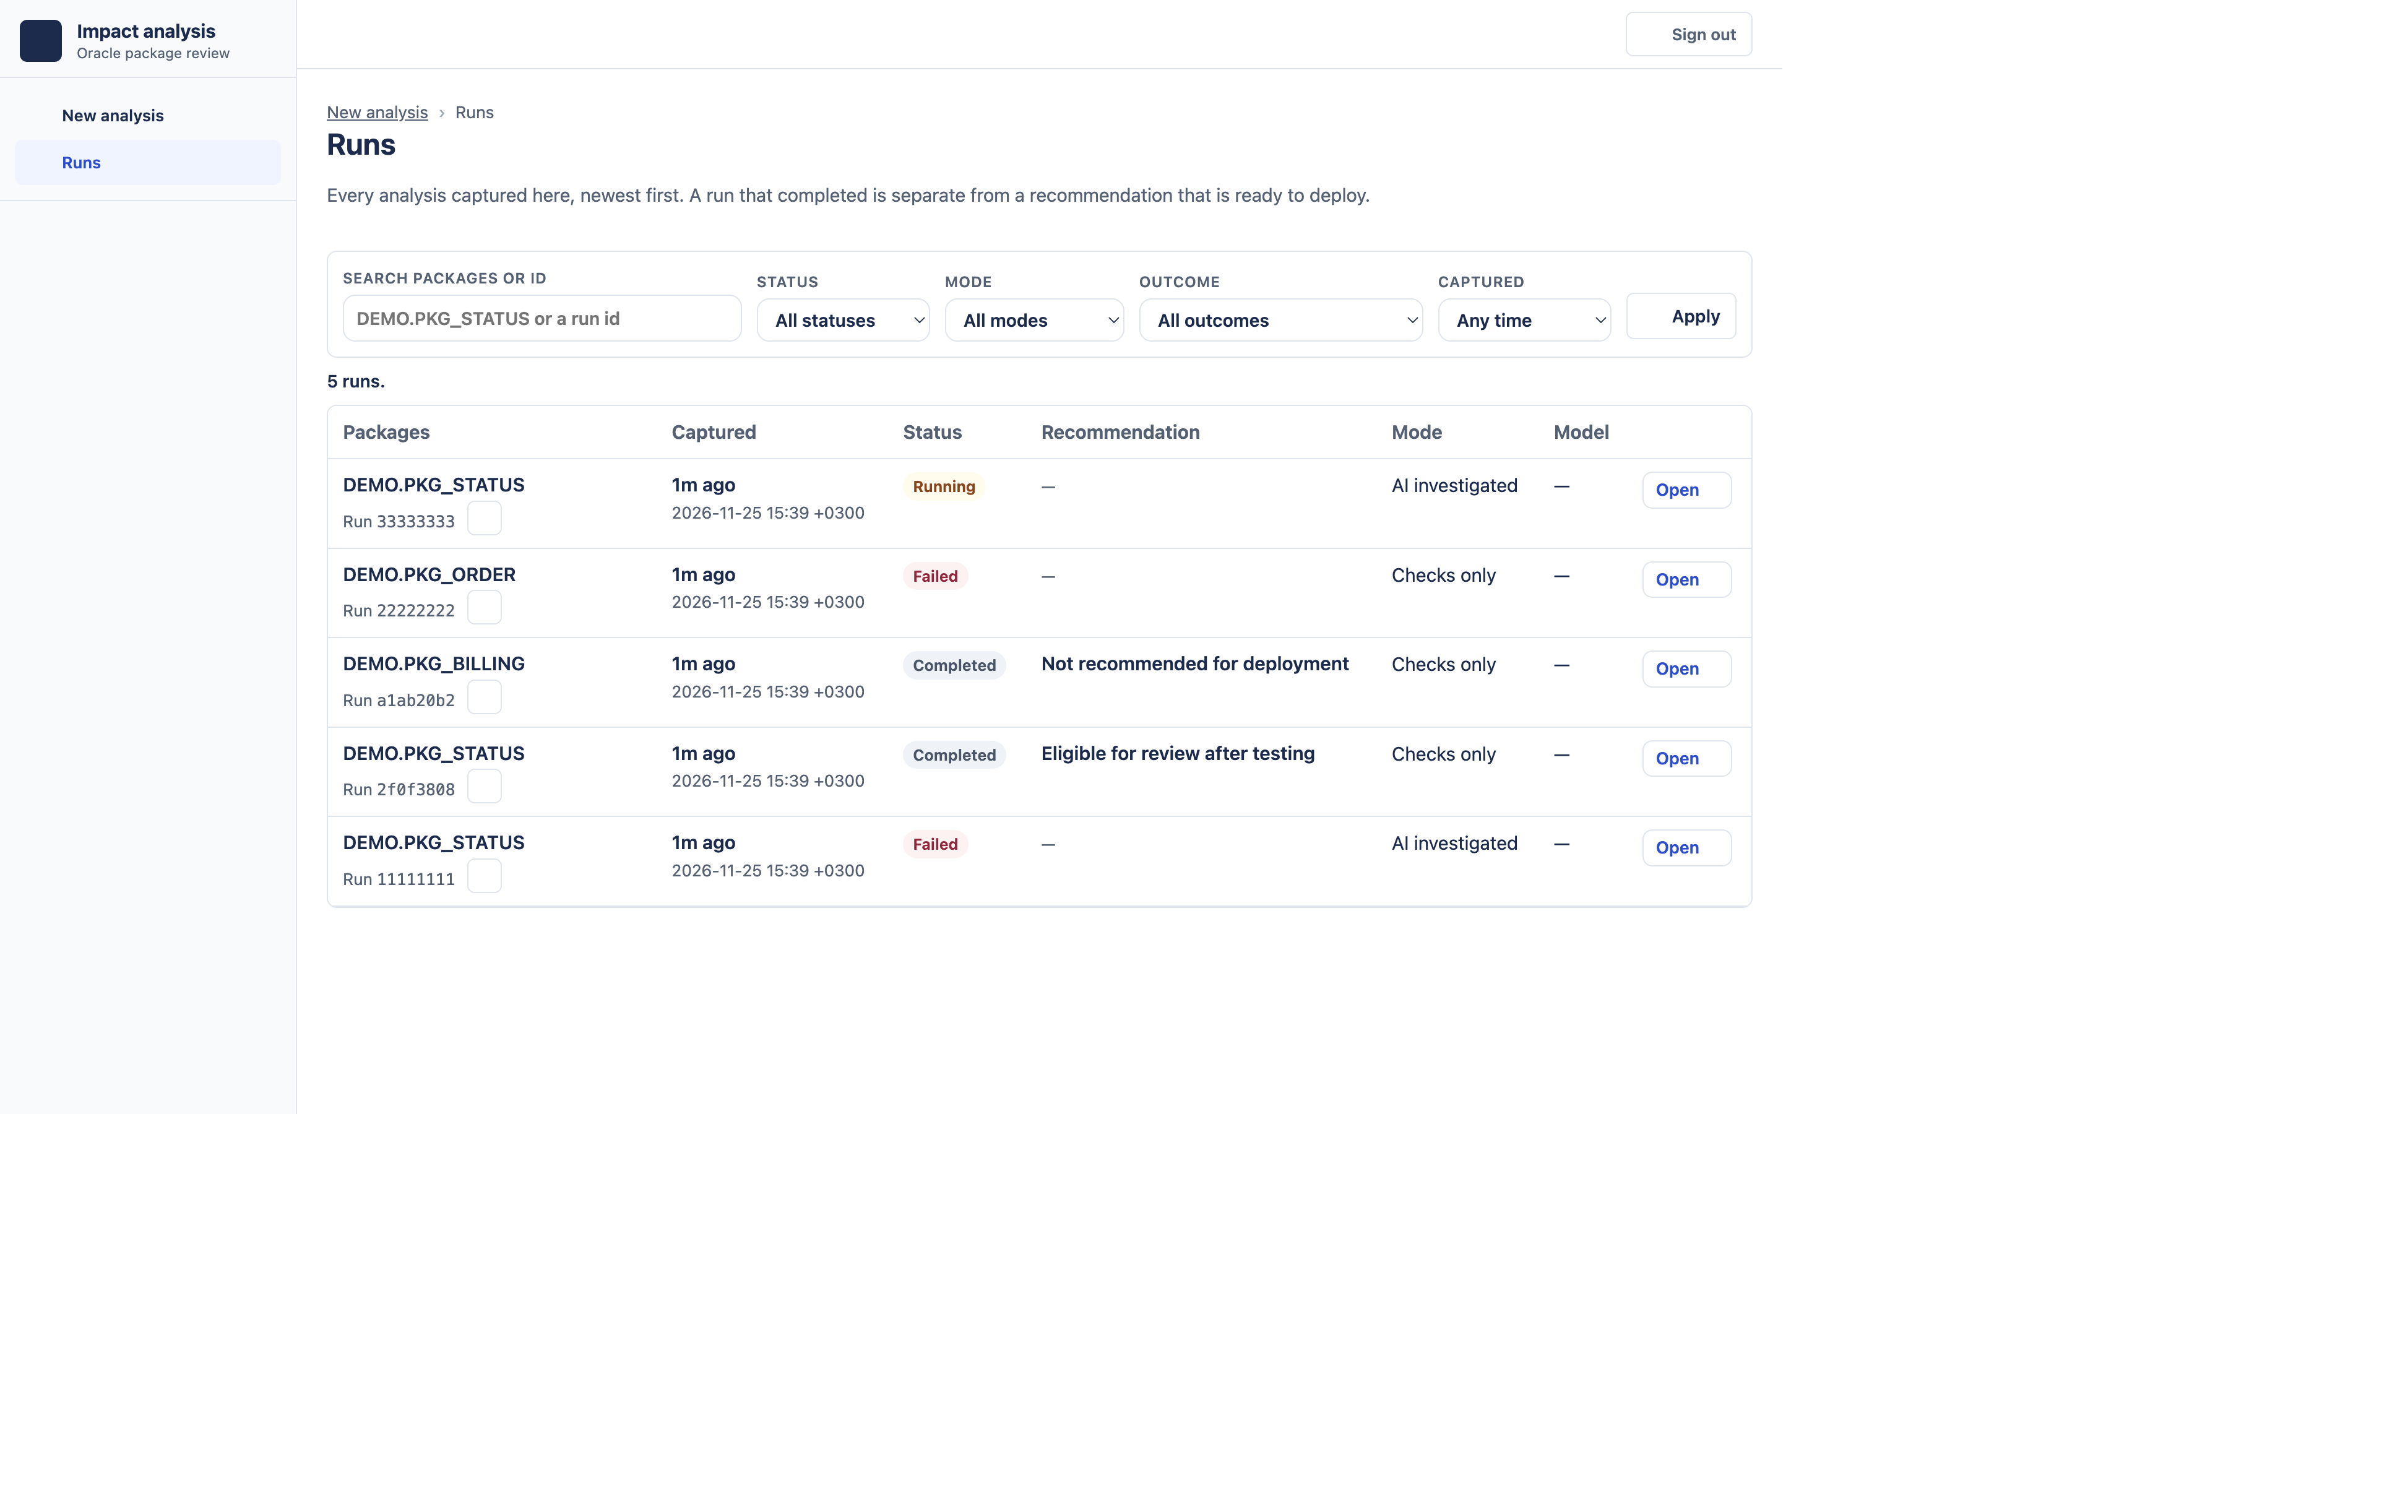 Impact analysis
Oracle package review
New analysis
Runs
Sign out
New analysis › Runs
Runs
Every analysis captured here, newest first. A run that completed is separate from a recommendation that is ready to deploy.
SEARCH PACKAGES OR ID
STATUS
MODE
OUTCOME
CAPTURED
DEMO.PKG_STATUS or a run id
All statuses
All modes
All outcomes
Any time
Apply
5 runs.
Packages Captured Status Recommendation Mode Model
DEMO.PKG_STATUS 1m ago Running — AI investigated — Open
Run 33333333 2026-11-25 15:39 +0300
DEMO.PKG_ORDER 1m ago Failed — Checks only — Open
Run 22222222 2026-11-25 15:39 +0300
DEMO.PKG_BILLING 1m ago Completed Not recommended for deployment Checks only — Open
Run a1ab20b2 2026-11-25 15:39 +0300
DEMO.PKG_STATUS 1m ago Completed Eligible for review after testing Checks only — Open
Run 2f0f3808 2026-11-25 15:39 +0300
DEMO.PKG_STATUS 1m ago Failed — AI investigated — Open
Run 11111111 2026-11-25 15:39 +0300